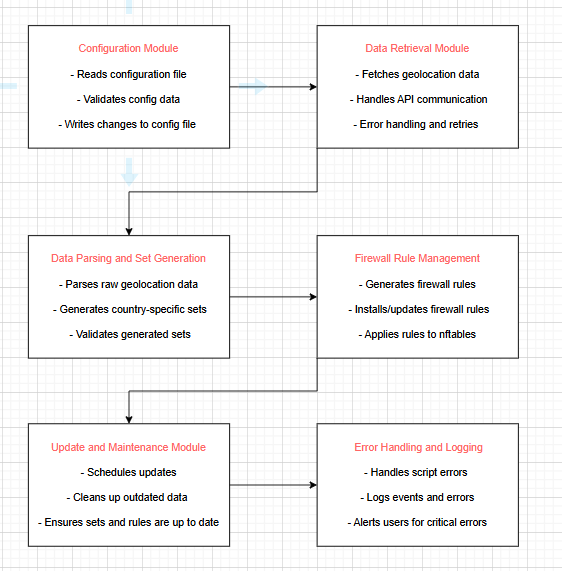 Configuration Module
- Reads configuration file
- Validates config data
- Writes changes to config file
Data Retrieval Module
- Fetches geolocation data
- Handles API communication
- Error handling and retries
Data Parsing and Set Generation
- Parses raw geolocation data
- Generates country-specific sets
- Validates generated sets
Firewall Rule Management
- Generates firewall rules
- Installs/updates firewall rules
- Applies rules to nftables
Update and Maintenance Module
- Schedules updates
- Cleans up outdated data
- Ensures sets and rules are up to date
Error Handling and Logging
- Handles script errors
- Logs events and errors
- Alerts users for critical errors